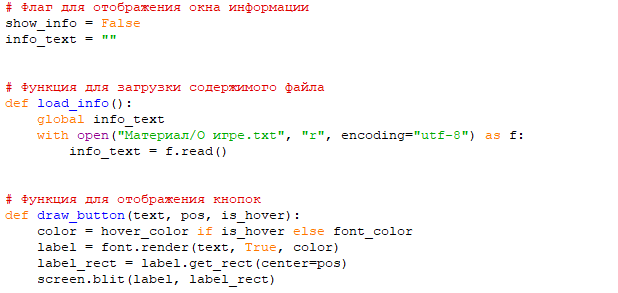 # Флаг для отображения окна информации
show_info = False
info_text = ""
# Функция для загрузки содержимого файла
def load_info():
    global info_text
    with open("Материал/О игре.txt", "r", encoding="utf-8") as f:
        info_text = f.read()
# Функция для отображения кнопок
def draw_button(text, pos, is_hover):
    color = hover_color if is_hover else font_color
    label = font.render(text, True, color)
    label_rect = label.get_rect(center=pos)
    screen.blit(label, label_rect)